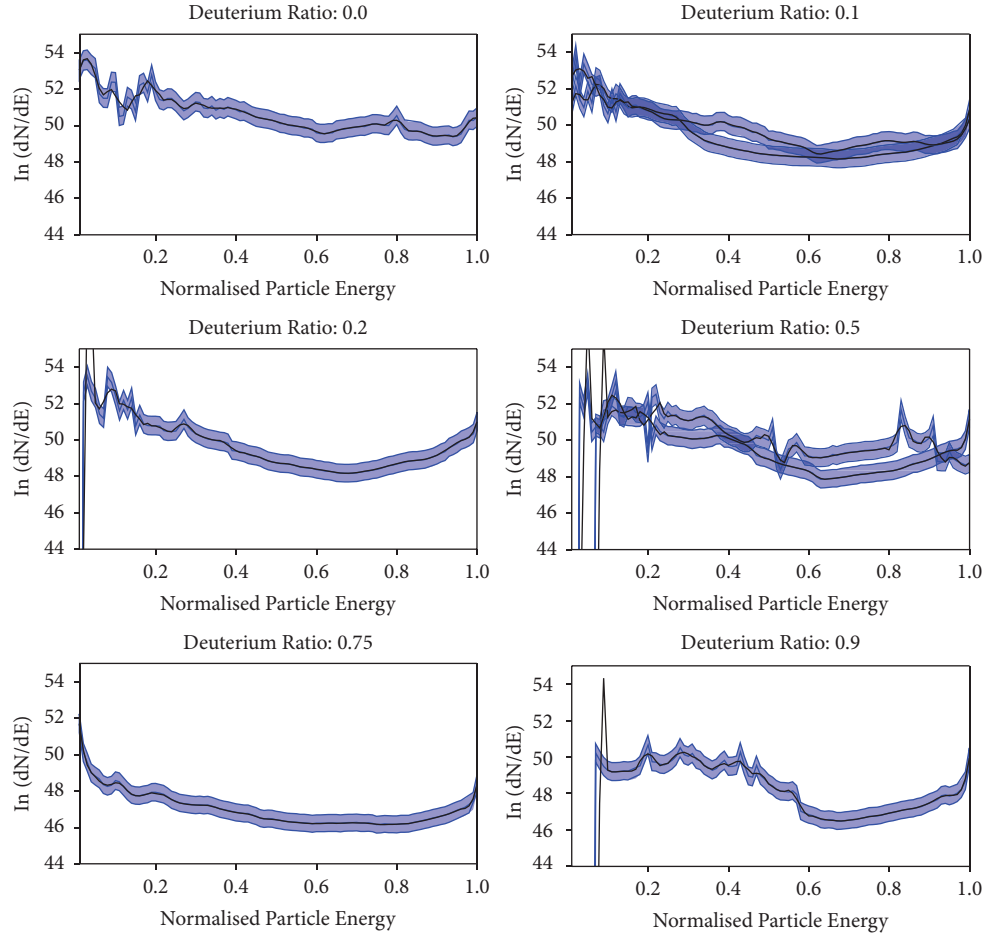 Deuterium Ratio: 0.0
54
52
50
48
46
44
ln (dN/dE)
0.2 0.4 0.6 0.8 1.0
Normalised Particle Energy
Deuterium Ratio: 0.1
54
52
50
48
46
44
ln (dN/dE)
0.2 0.4 0.6 0.8 1.0
Normalised Particle Energy
Deuterium Ratio: 0.2
54
52
50
48
46
44
ln (dN/dE)
0.2 0.4 0.6 0.8 1.0
Normalised Particle Energy
Deuterium Ratio: 0.5
54
52
50
48
46
44
ln (dN/dE)
0.2 0.4 0.6 0.8 1.0
Normalised Particle Energy
Deuterium Ratio: 0.75
54
52
50
48
46
44
ln (dN/dE)
0.2 0.4 0.6 0.8 1.0
Normalised Particle Energy
Deuterium Ratio: 0.9
54
52
50
48
46
44
ln (dN/dE)
0.2 0.4 0.6 0.8 1.0
Normalised Particle Energy